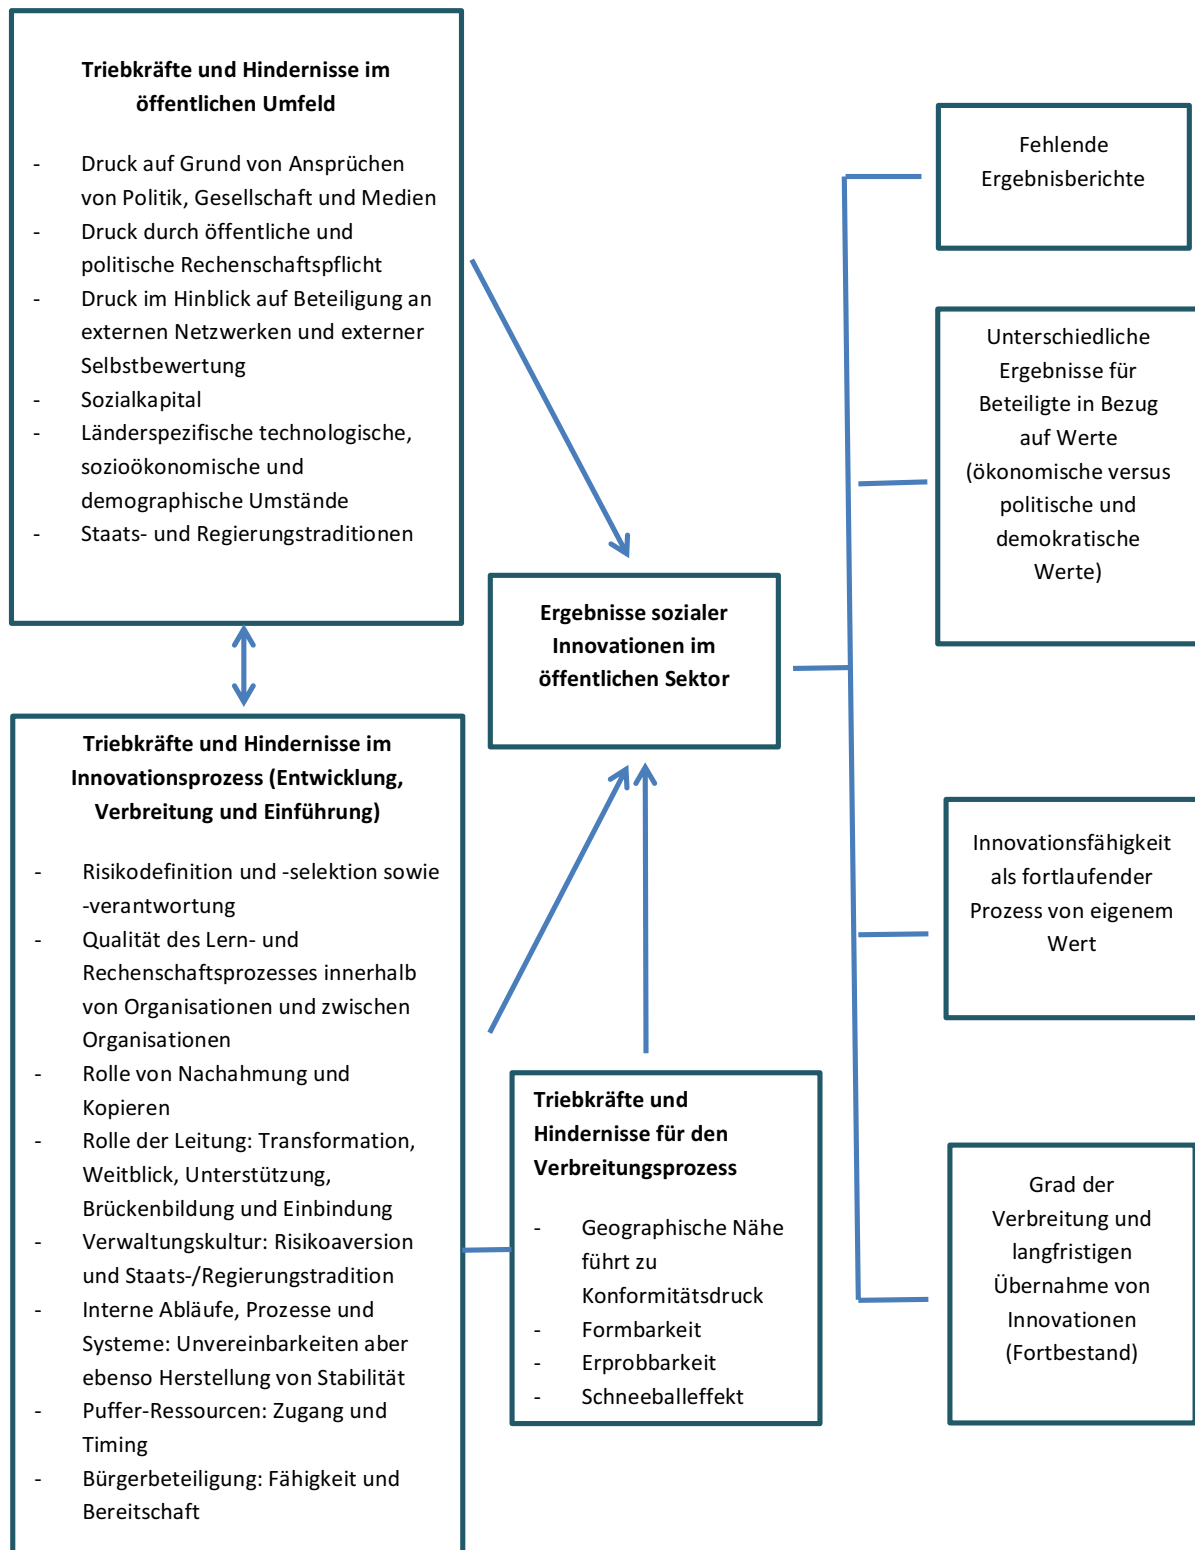 Triebkräfte und Hindernisse im
öffentlichen Umfeld
- Druck auf Grund von Ansprüchen
von Politik, Gesellschaft und Medien
- Druck durch öffentliche und
politische Rechenschaftspflicht
- Druck im Hinblick auf Beteiligung an
externen Netzwerken und externer
Selbstbewertung
- Sozialkapital
- Länderspezifische technologische,
sozioökonomische und
demographische Umstände
- Staats- und Regierungstraditionen
Triebkräfte und Hindernisse im
Innovationsprozess (Entwicklung,
Verbreitung und Einführung)
- Risikodefinition und -selektion sowie
-verantwortung
- Qualität des Lern- und
Rechenschaftsprozesses innerhalb
von Organisationen und zwischen
Organisationen
- Rolle von Nachahmung und
Kopieren
- Rolle der Leitung: Transformation,
Weitblick, Unterstützung,
Brückenbildung und Einbindung
- Verwaltungskultur: Risikoaversion
und Staats-/Regierungstradition
- Interne Abläufe, Prozesse und
Systeme: Unvereinbarkeiten aber
ebenso Herstellung von Stabilität
- Puffer-Ressourcen: Zugang und
Timing
- Bürgerbeteiligung: Fähigkeit und
Bereitschaft
Ergebnisse sozialer
Innovationen im
öffentlichen Sektor
Triebkräfte und
Hindernisse für den
Verbreitungsprozess
- Geographische Nähe
führt zu
Konformitätsdruck
- Formbarkeit
- Erprobbarkeit
- Schneeballeffekt
Fehlende
Ergebnisberichte
Unterschiedliche
Ergebnisse für
Beteiligte in Bezug
auf Werte
(ökonomische versus
politische und
demokratische
Werte)
Innovationsfähigkeit
als fortlaufender
Prozess von eigenem
Wert
Grad der
Verbreitung und
langfristigen
Übernahme von
Innovationen
(Fortbestand)